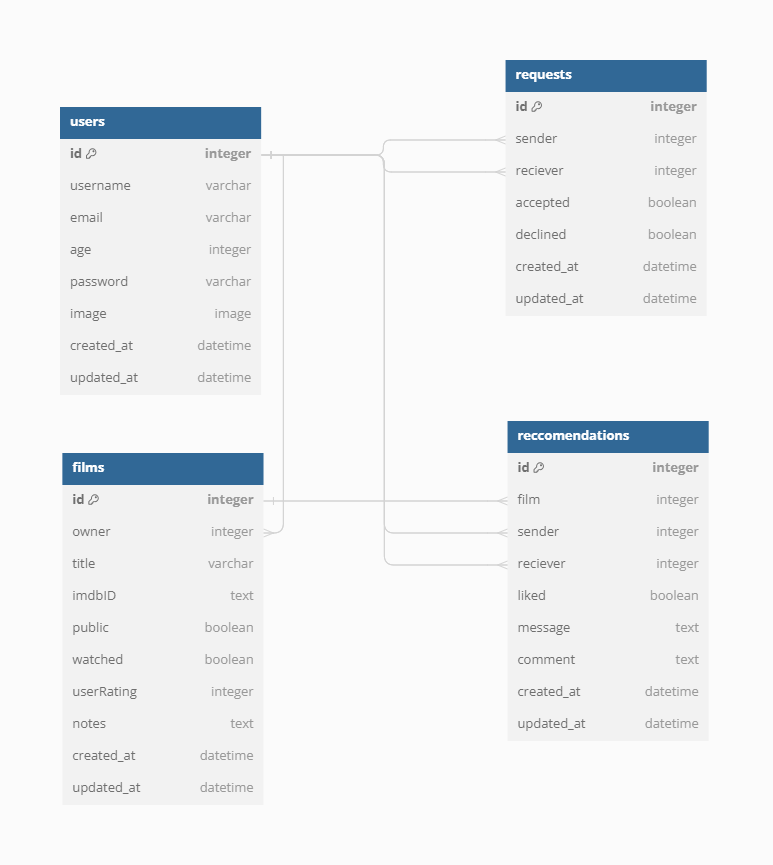 users
id integer
username varchar
email varchar
age integer
password varchar
image image
created_at datetime
updated_at datetime
films
id integer
owner integer
title varchar
imdbID text
public boolean
watched boolean
userRating integer
notes text
created_at datetime
updated_at datetime
requests
id integer
sender integer
reciever integer
accepted boolean
declined boolean
created_at datetime
updated_at datetime
reccomendations
id integer
film integer
sender integer
reciever integer
liked boolean
message text
comment text
created_at datetime
updated_at datetime